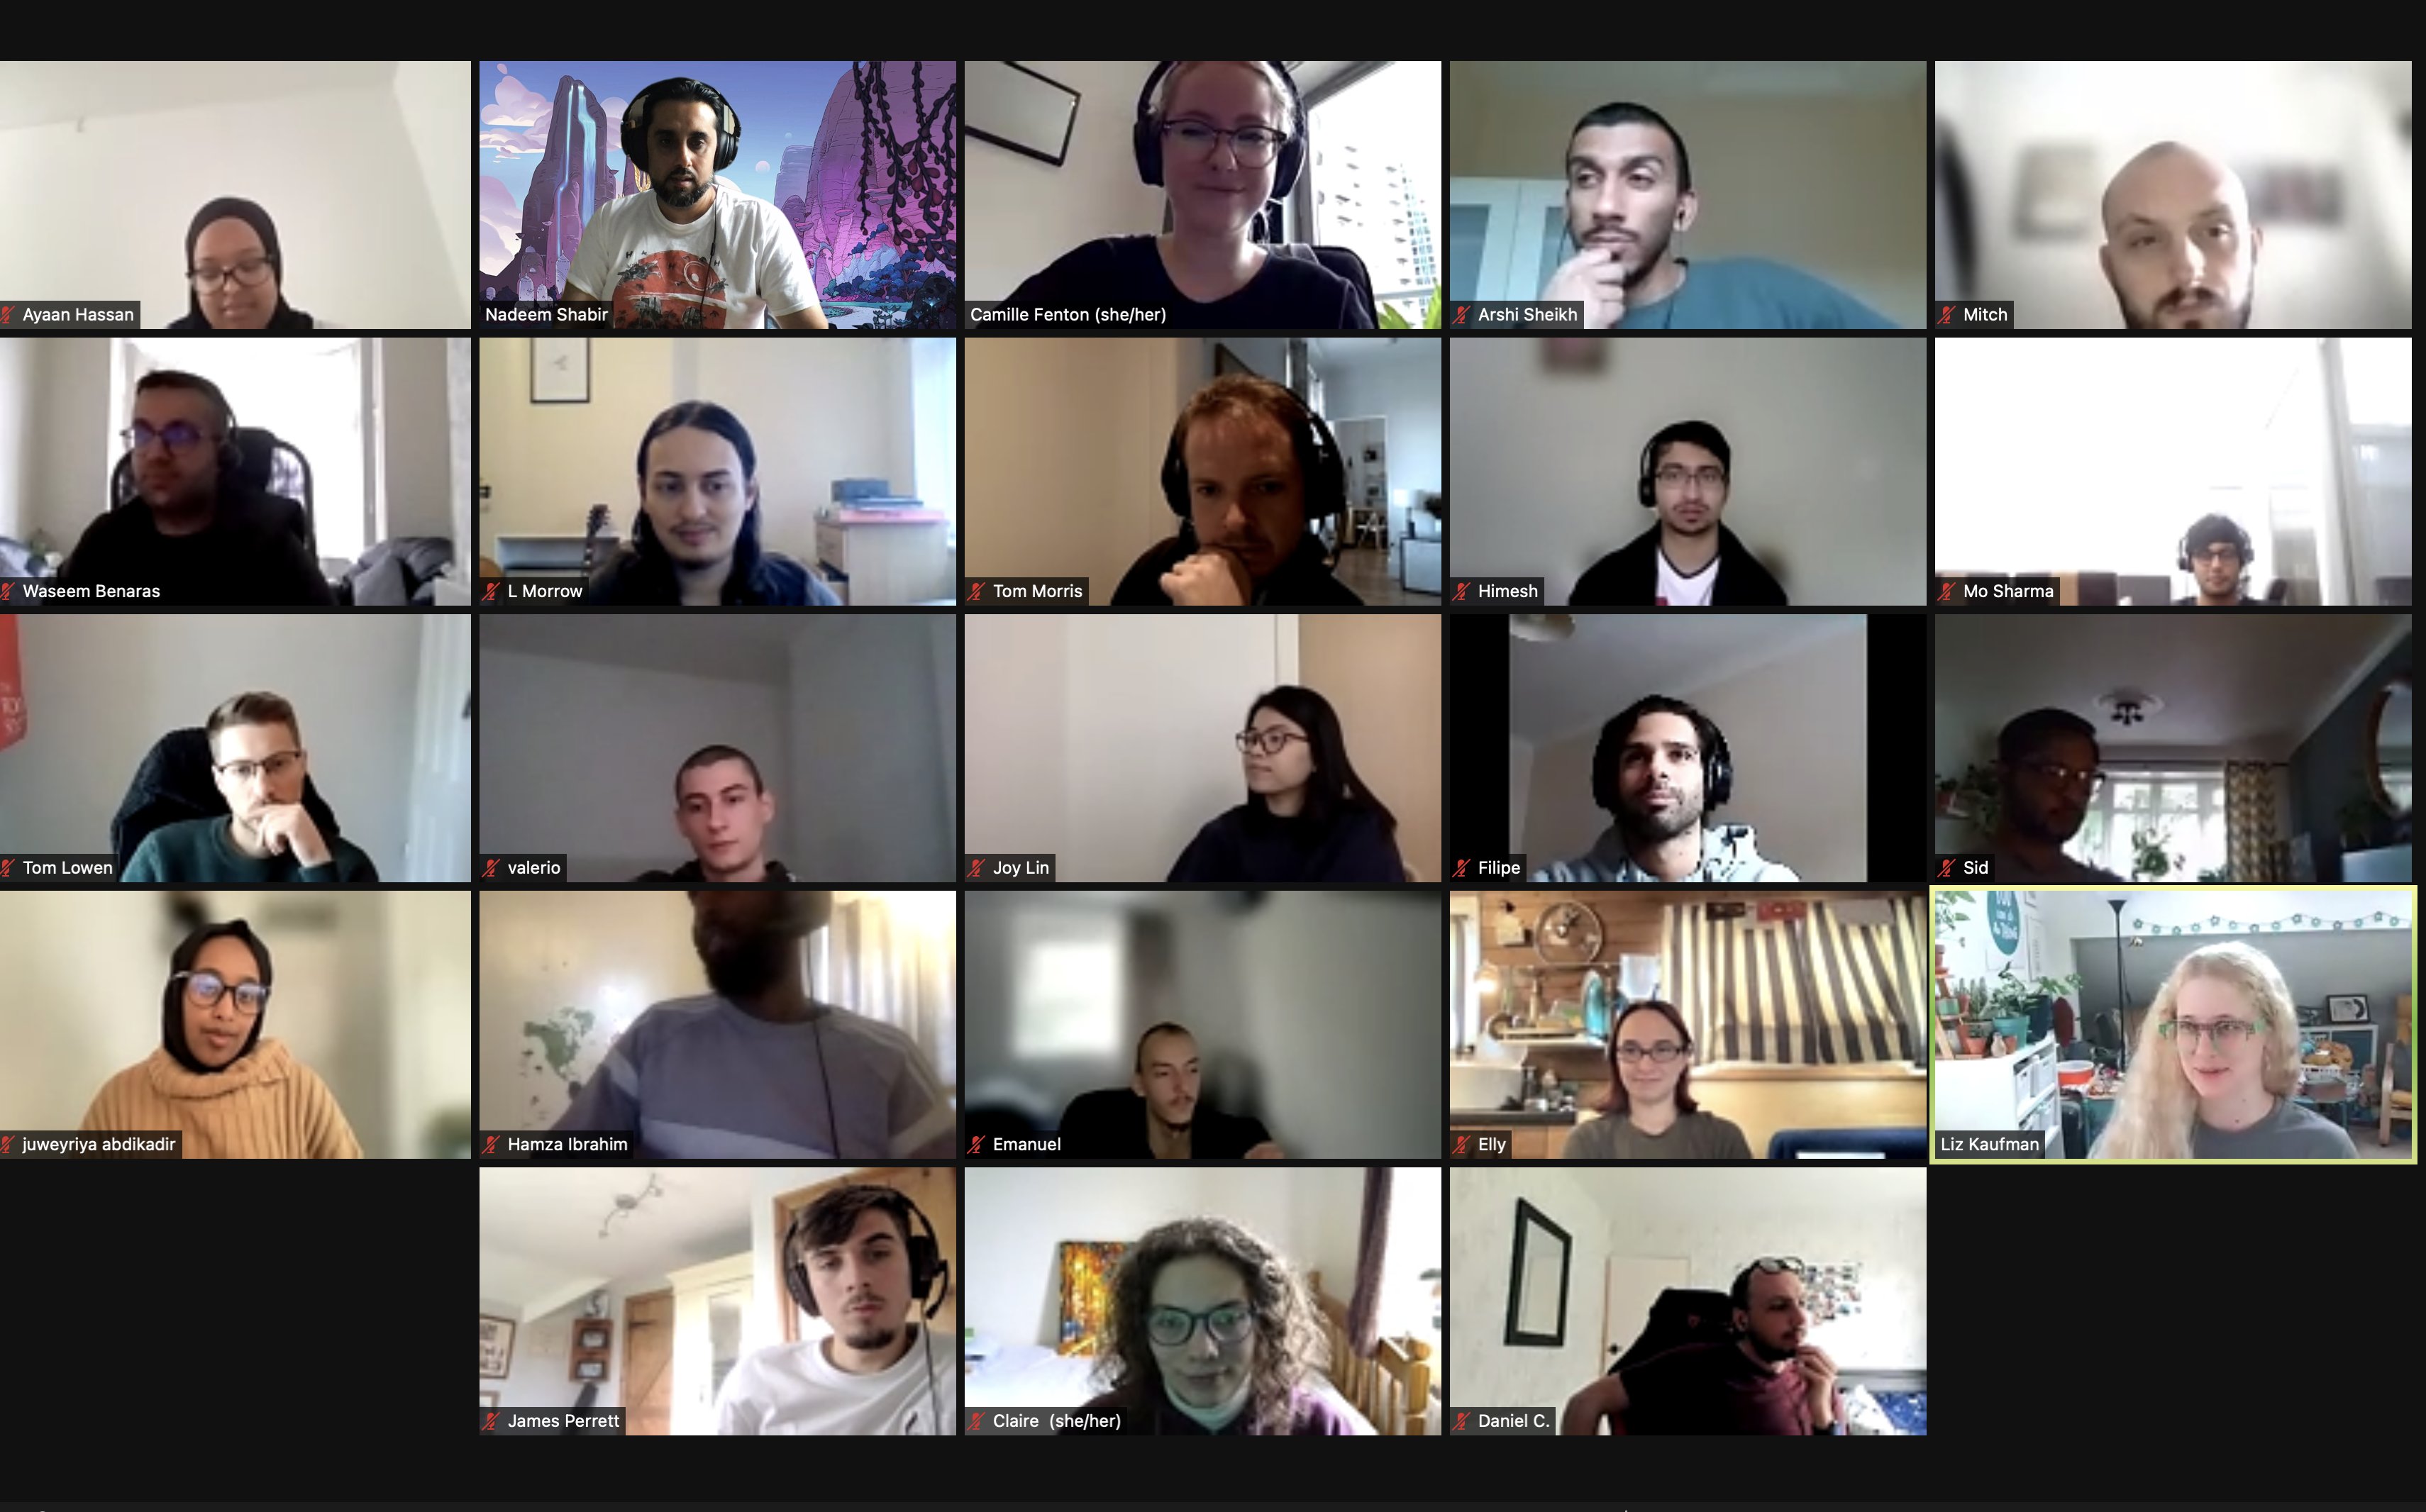 Ayaan Hassan
Nadeem Shabir
Camille Fenton (she/her)
Arshi Sheikh
Mitch
Waseem Benaras
L Morrow
Tom Morris
Himesh
Mo Sharma
Tom Lowen
valerio
Joy Lin
Filipe
Sid
juweyriya abdikadir
Hamza Ibrahim
Emanuel
Elly
Liz Kaufman
James Perrett
Claire (she/her)
Daniel C.